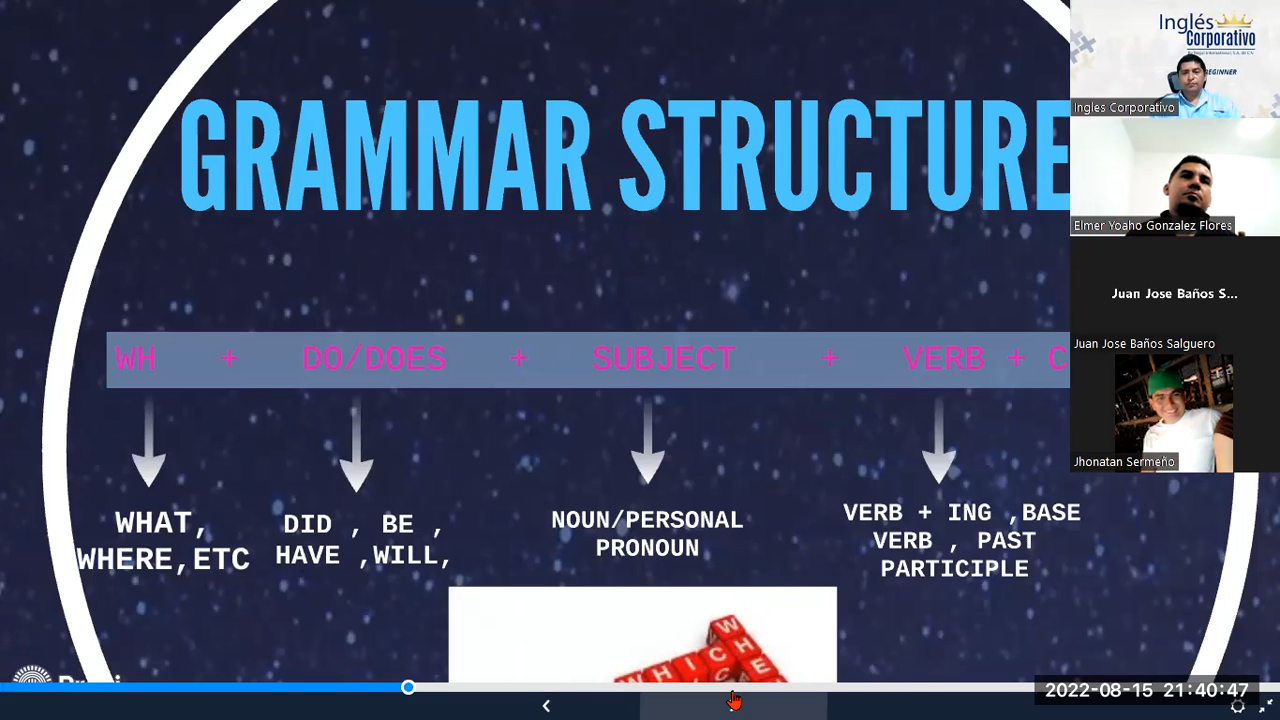 GRAMMAR STRUCTURE
WH + DO/DOES + SUBJECT + VERB + C
WHAT,
WHERE,ETC
DID , BE ,
HAVE ,WILL,
NOUN/PERSONAL
PRONOUN
VERB + ING ,BASE
VERB , PAST
PARTICIPLE
WHICH
WHE
Inglés
Corporativo
Ingles Corporativo
Elmer Yoaho Gonzalez Flores
Juan Jose Baños S...
Juan Jose Baños Salguero
Jhonatan Sermeño
2022-08-15 21:40:47